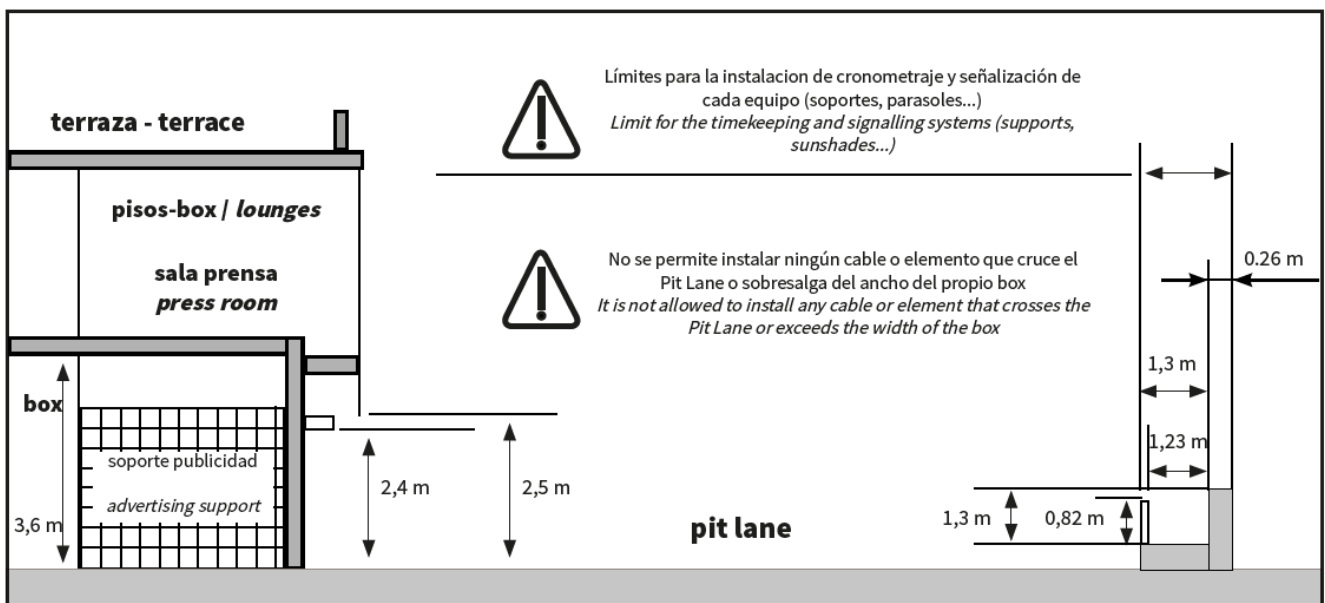 Límites para la instalacion de cronometraje y señalización de
cada equipo (soportes, parasoles...)
Limit for the timekeeping and signalling systems (supports,
sunshades...)
terraza - terrace
pisos-box / lounges
sala prensa
press room
No se permite instalar ningún cable o elemento que cruce el
Pit Lane o sobresalga del ancho del propio box
It is not allowed to install any cable or element that crosses the
Pit Lane or exceeds the width of the box
0.26 m
1,3 m
box
1,23 m
soporte publicidad
advertising support
3,6 m
2,4 m
2,5 m
pit lane
1,3 m
0,82 m